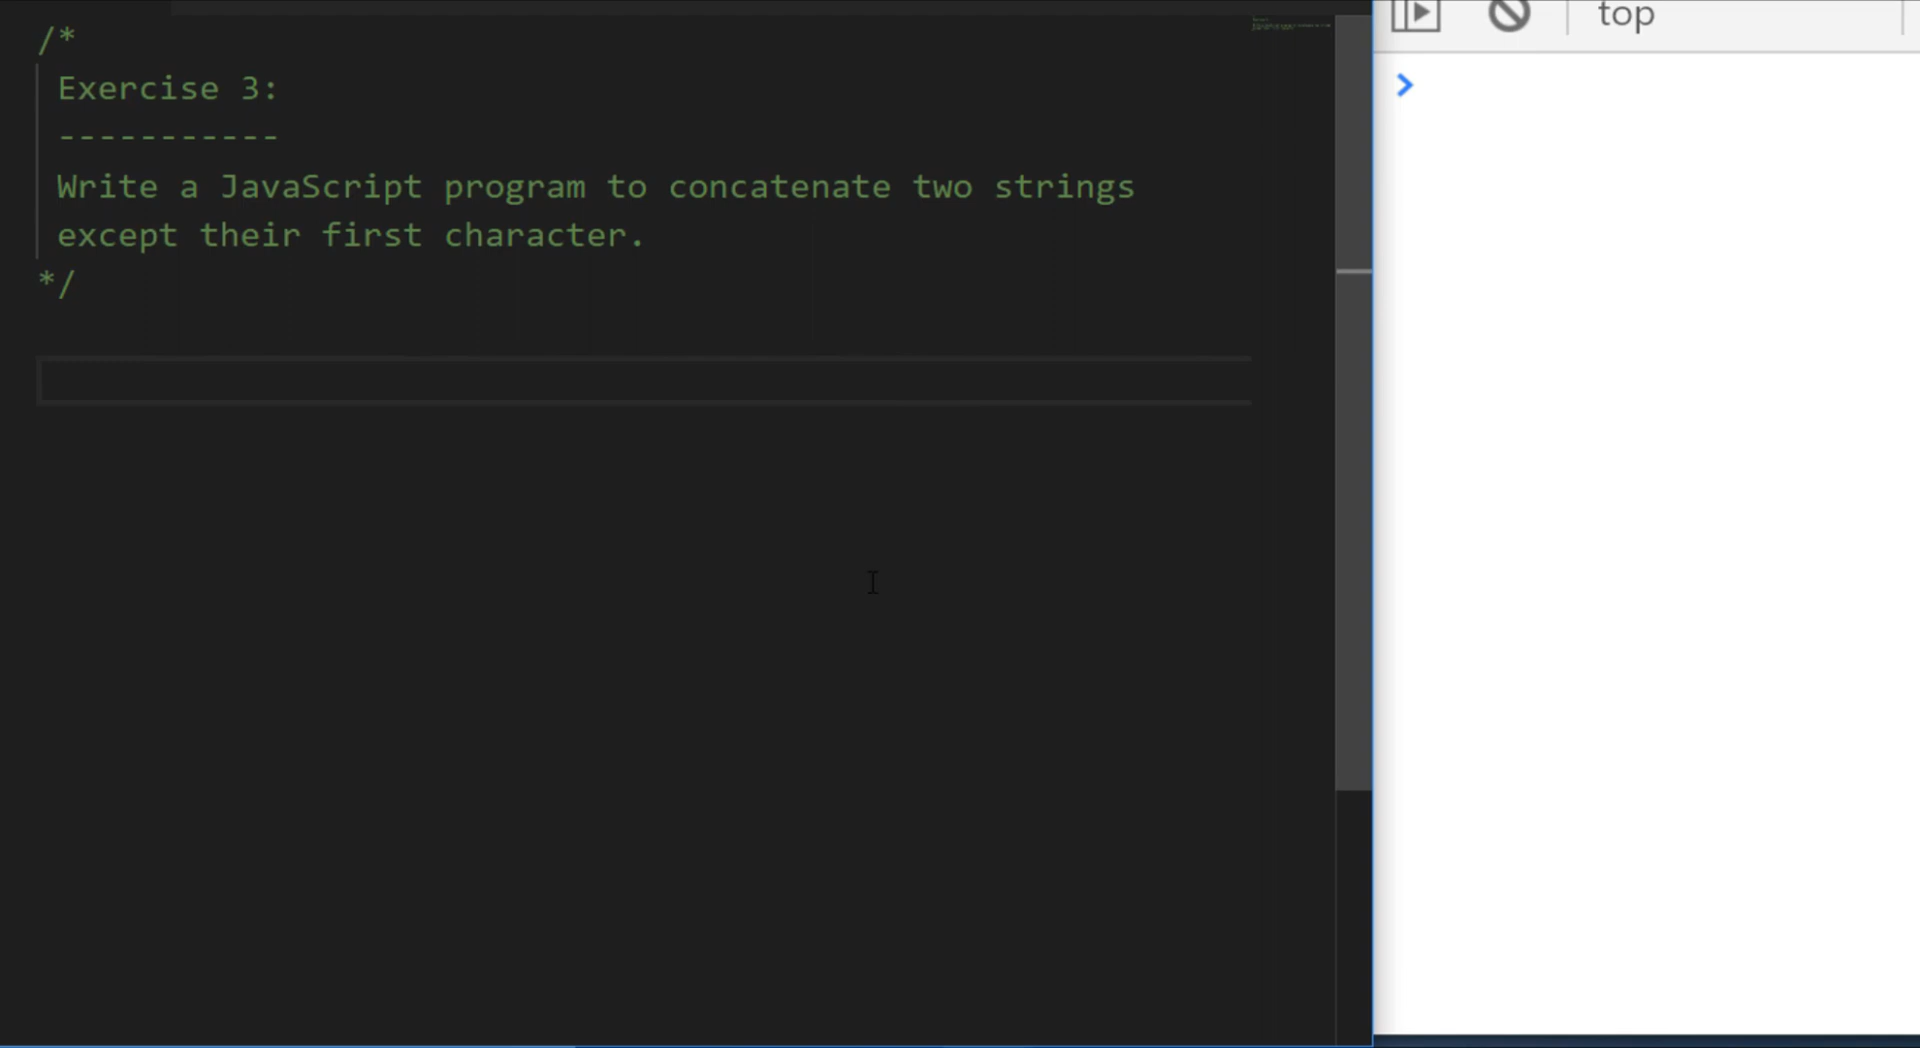 /*
Exercise 3:
-----------
Write a JavaScript program to concatenate two strings
except their first character.
*/
top